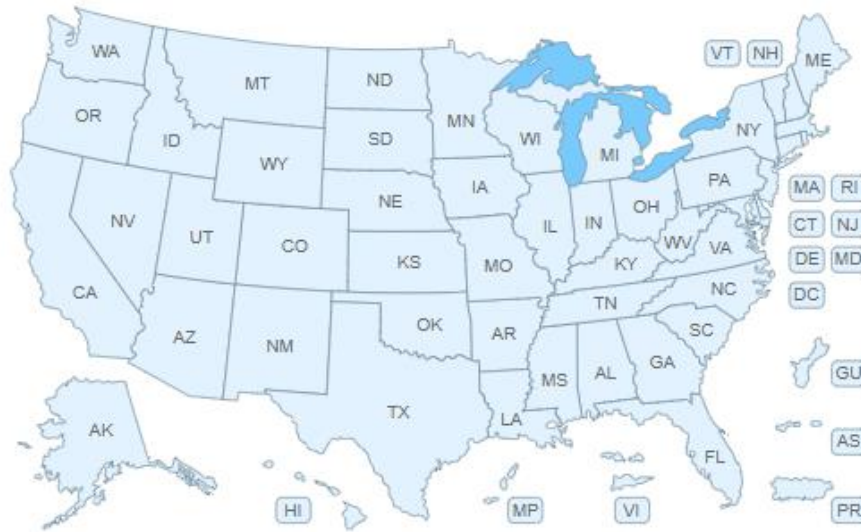 VT NH ME
WA
MT ND
OR MN
ID SD WI NY
WY MI
IA PA
NE MA RI
NV OH
UT IL IN CT NJ
CO WV VA
KS MO KY DE MD
CA
NC DC
TN
OK AR SC
AZ NM
GA
MS AL GU
TX
LA
AK AS
FL
HI MP VI PR